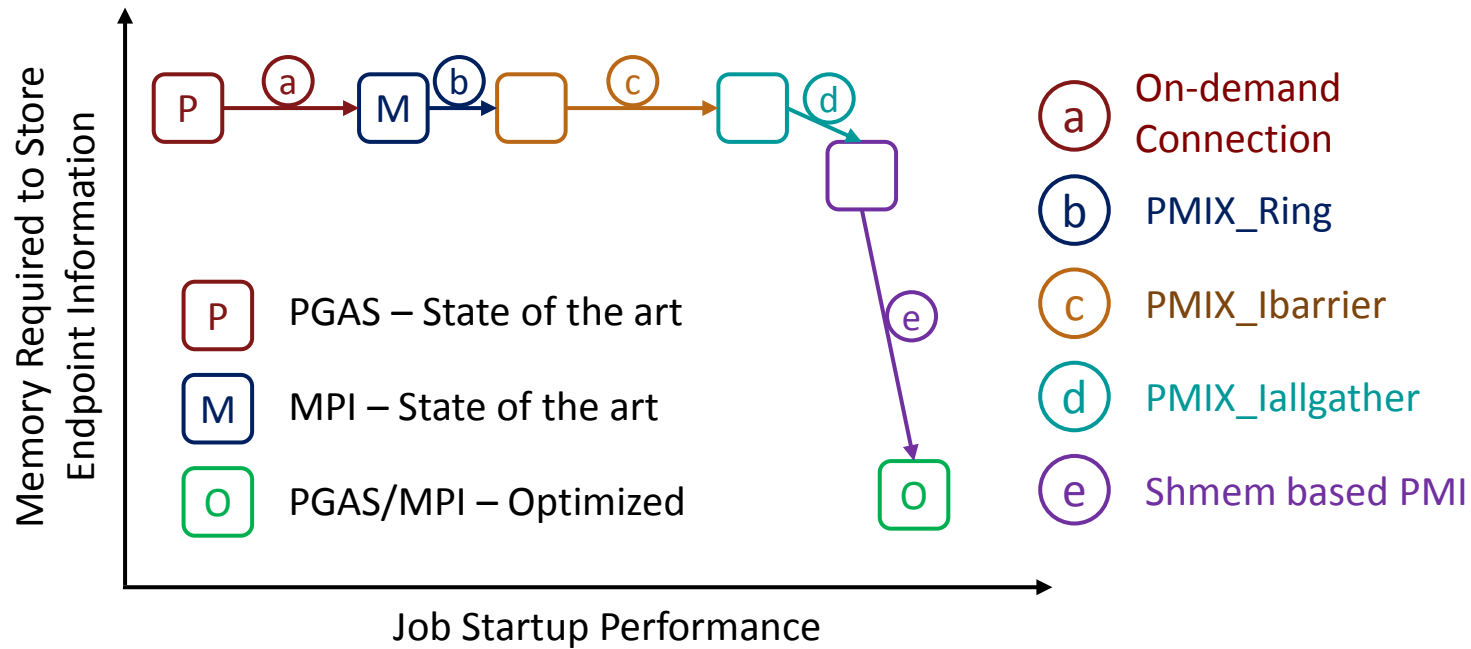 Memory Required to Store
Endpoint Information
P
a
M
b
c
d
e
O
P PGAS – State of the art
M MPI – State of the art
O PGAS/MPI – Optimized
Job Startup Performance
a On-demand
Connection
b PMIX_Ring
c PMIX_Ibarrier
d PMIX_Iallgather
e Shmem based PMI